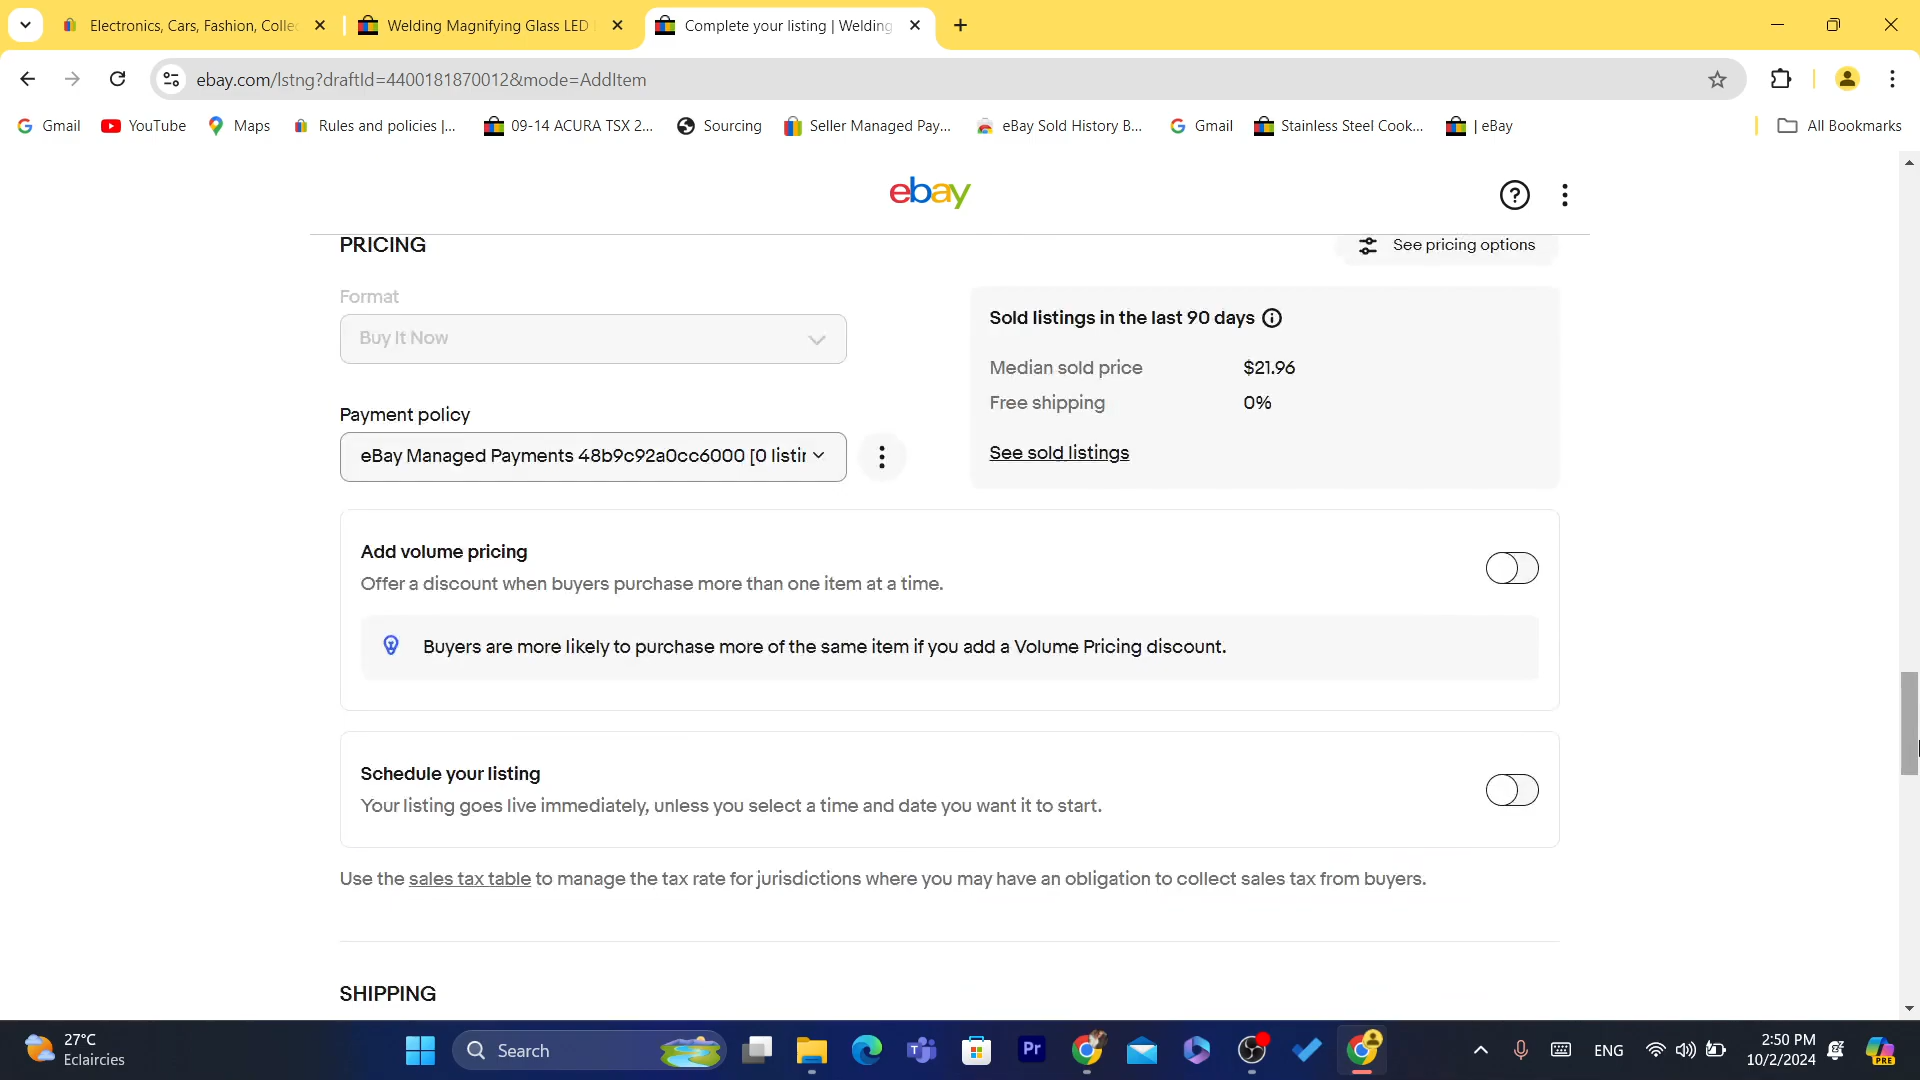 Electronics, Cars, Fashion, Colle
Welding Magnifying Glass LED
Complete your listing | Welding
ebay.com/lstng?draftId=4400181870012&mode=AddItem
Gmail
YouTube
Maps
Rules and policies |...
09-14 ACURA TSX 2...
Sourcing
Seller Managed Pay...
eBay Sold History B...
Gmail
Stainless Steel Cook...
| eBay
All Bookmarks
ebay
PRICING
See pricing options
Format
Buy It Now
Sold listings in the last 90 days
Median sold price $21.96
Free shipping 0%
See sold listings
Payment policy
eBay Managed Payments 48b9c92a0cc6000 [0 listir
Add volume pricing
Offer a discount when buyers purchase more than one item at a time.
Buyers are more likely to purchase more of the same item if you add a Volume Pricing discount.
Schedule your listing
Your listing goes live immediately, unless you select a time and date you want it to start.
Use the sales tax table to manage the tax rate for jurisdictions where you may have an obligation to collect sales tax from buyers.
SHIPPING
27°C
Eclaircies
Search
Pr
ENG
2:50 PM
10/2/2024
PRE